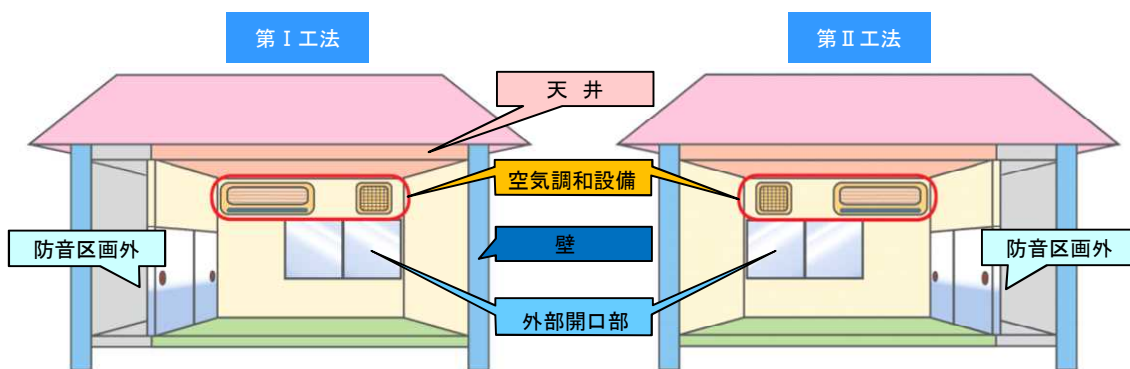 第Ⅰ工法
第Ⅱ工法
天 井
空気調和設備
防音区画外
壁
防音区画外
外部開口部